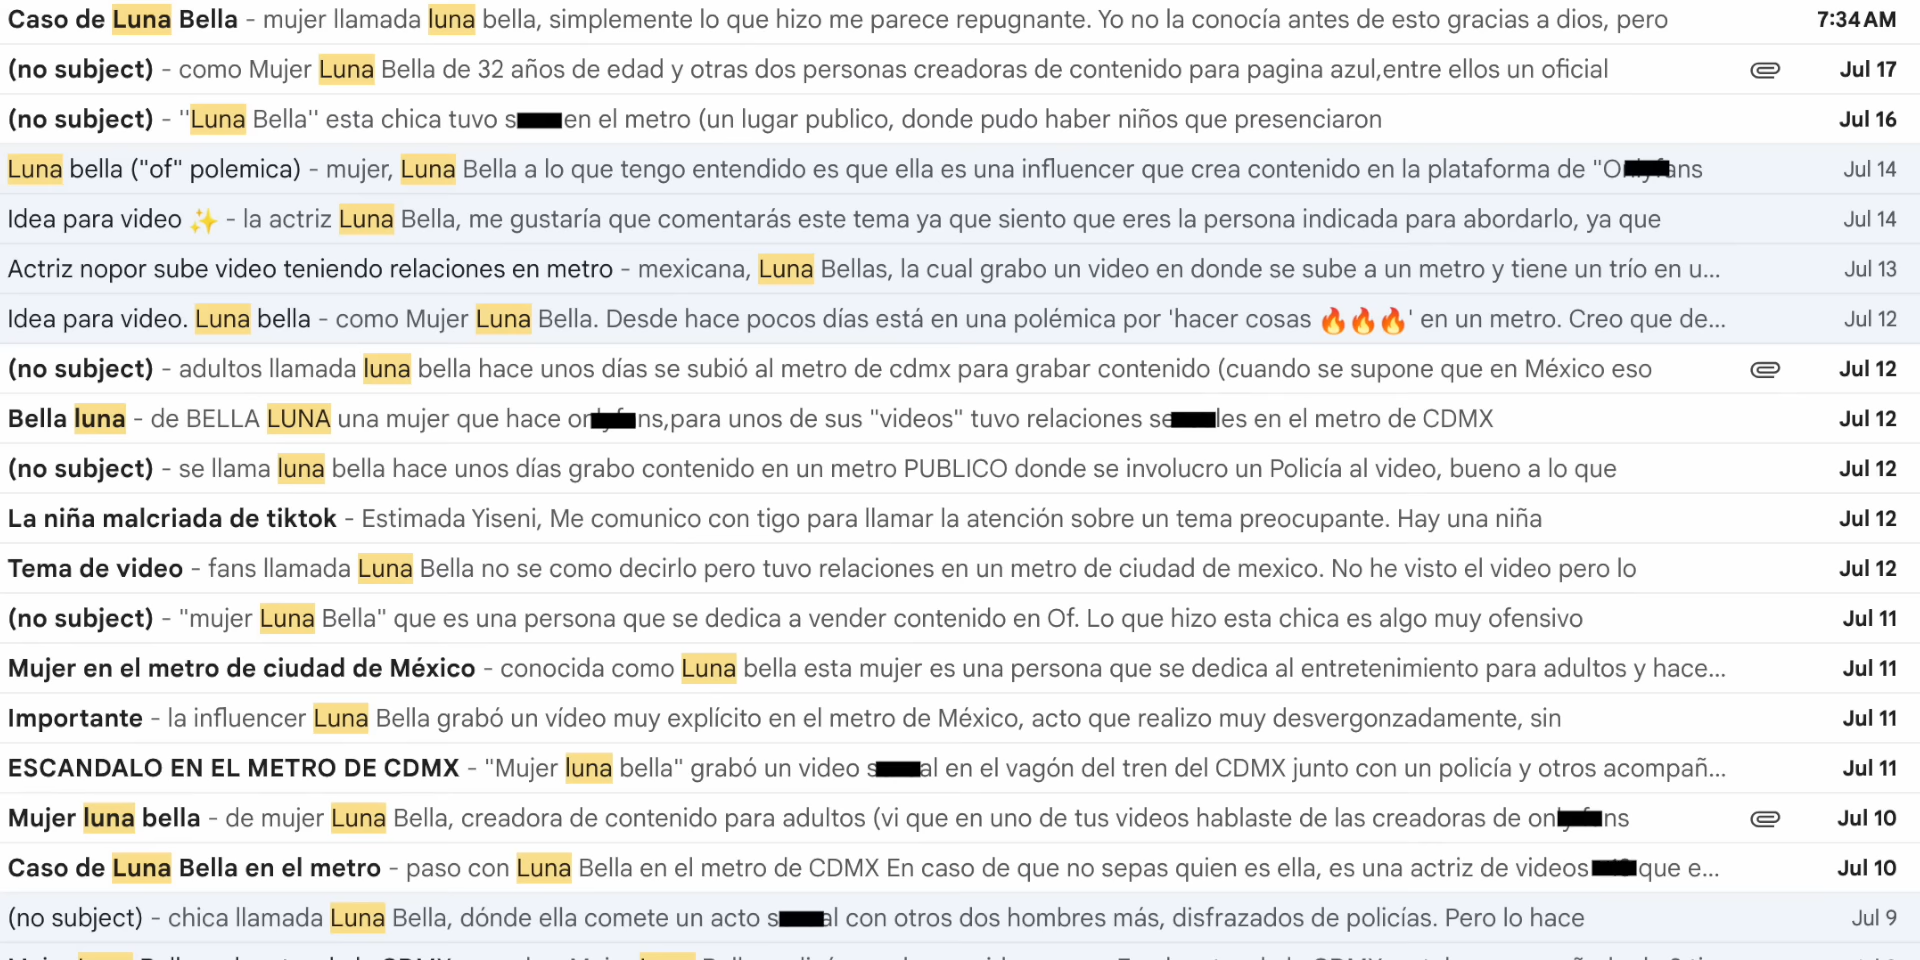 Caso de Luna Bella - mujer llamada luna bella, simplemente lo que hizo me parece repugnante. Yo no la conocía antes de esto gracias a dios, pero 7:34 AM
(no subject) - como Mujer Luna Bella de 32 años de edad y otras dos personas creadoras de contenido para pagina azul,entre ellos un oficial Jul 17
(no subject) - "Luna Bella" esta chica tuvo s en el metro (un lugar publico, donde pudo haber niños que presenciaron Jul 16
Luna bella ("of" polemica) - mujer, Luna Bella a lo que tengo entendido es que ella es una influencer que crea contenido en la plataforma de "Onlyfans Jul 14
Idea para video ✨ - la actriz Luna Bella, me gustaría que comentarás este tema ya que siento que eres la persona indicada para abordarlo, ya que Jul 14
Actriz nopor sube video teniendo relaciones en metro - mexicana, Luna Bellas, la cual grabo un video en donde se sube a un metro y tiene un trío en u... Jul 13
Idea para video. Luna bella - como Mujer Luna Bella. Desde hace pocos días está en una polémica por 'hacer cosas 🔥🔥🔥' en un metro. Creo que de... Jul 12
(no subject) - adultos llamada luna bella hace unos días se subió al metro de cdmx para grabar contenido (cuando se supone que en México eso Jul 12
Bella luna - de BELLA LUNA una mujer que hace onlyfans,para unos de sus "videos" tuvo relaciones se les en el metro de CDMX Jul 12
(no subject) - se llama luna bella hace unos días grabo contenido en un metro PUBLICO donde se involucro un Policía al video, bueno a lo que Jul 12
La niña malcriada de tiktok - Estimada Yiseni, Me comunico con tigo para llamar la atención sobre un tema preocupante. Hay una niña Jul 12
Tema de video - fans llamada Luna Bella no se como decirlo pero tuvo relaciones en un metro de ciudad de mexico. No he visto el video pero lo Jul 12
(no subject) - "mujer Luna Bella" que es una persona que se dedica a vender contenido en Of. Lo que hizo esta chica es algo muy ofensivo Jul 11
Mujer en el metro de ciudad de México - conocida como Luna bella esta mujer es una persona que se dedica al entretenimiento para adultos y hace... Jul 11
Importante - la influencer Luna Bella grabó un vídeo muy explícito en el metro de México, acto que realizo muy desvergonzadamente, sin Jul 11
ESCANDALO EN EL METRO DE CDMX - "Mujer luna bella" grabó un video s al en el vagón del tren del CDMX junto con un policía y otros acompañ... Jul 11
Mujer luna bella - de mujer Luna Bella, creadora de contenido para adultos (vi que en uno de tus videos hablaste de las creadoras de onlyfans Jul 10
Caso de Luna Bella en el metro - paso con Luna Bella en el metro de CDMX En caso de que no sepas quien es ella, es una actriz de videos que e... Jul 10
(no subject) - chica llamada Luna Bella, dónde ella comete un acto s al con otros dos hombres más, disfrazados de policías. Pero lo hace Jul 9